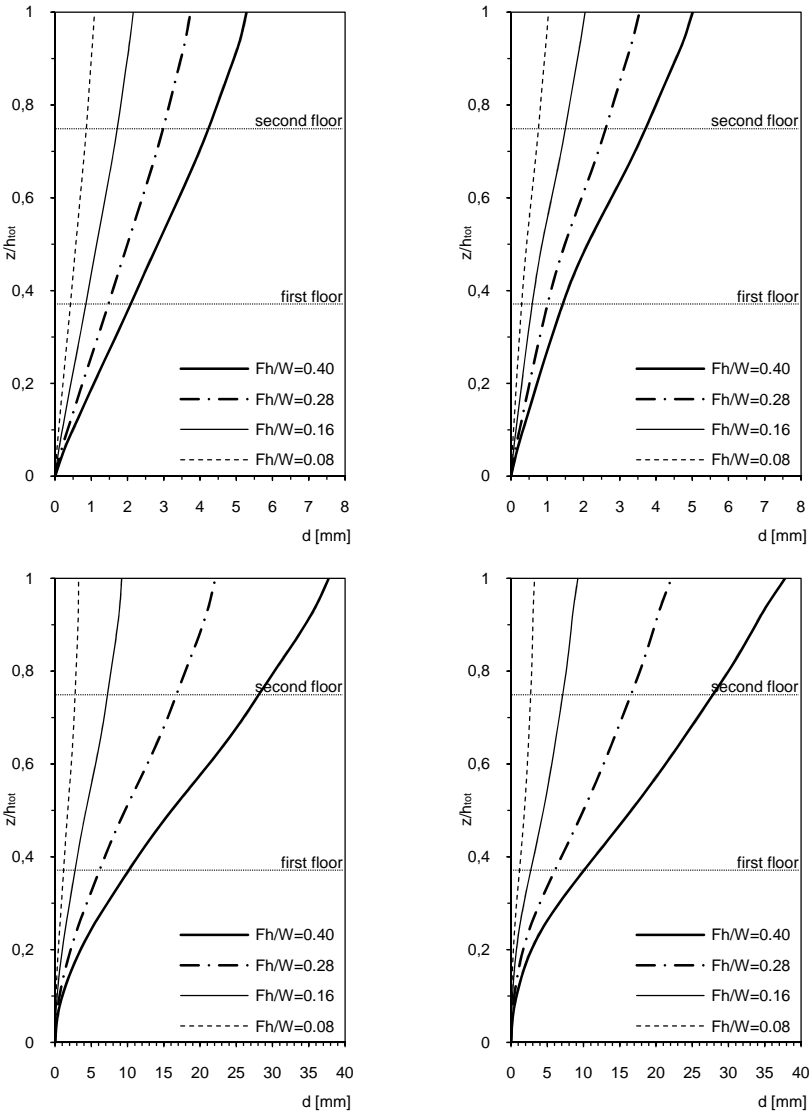 1
0,8
0,6
0,4
0,2
0
z/htot
second floor
first floor
Fh/W=0.40
Fh/W=0.28
Fh/W=0.16
Fh/W=0.08
0 1 2 3 4 5 6 7 8
d [mm]
1
0,8
0,6
0,4
0,2
0
z/htot
second floor
first floor
Fh/W=0.40
Fh/W=0.28
Fh/W=0.16
Fh/W=0.08
0 1 2 3 4 5 6 7 8
d [mm]
1
0,8
0,6
0,4
0,2
0
z/htot
second floor
first floor
Fh/W=0.40
Fh/W=0.28
Fh/W=0.16
Fh/W=0.08
0 5 10 15 20 25 30 35 40
d [mm]
1
0,8
0,6
0,4
0,2
0
z/htot
second floor
first floor
Fh/W=0.40
Fh/W=0.28
Fh/W=0.16
Fh/W=0.08
0 5 10 15 20 25 30 35 40
d [mm]